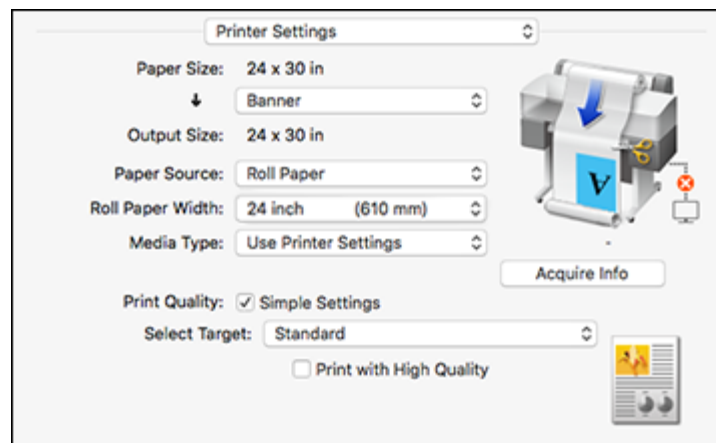 Printer Settings
Paper Size: 24 x 30 in
Banner
Output Size: 24 x 30 in
Paper Source: Roll Paper
Roll Paper Width: 24 inch (610 mm)
Media Type: Use Printer Settings
A
-
Acquire Info
Print Quality: Simple Settings
Select Target: Standard
Print with High Quality